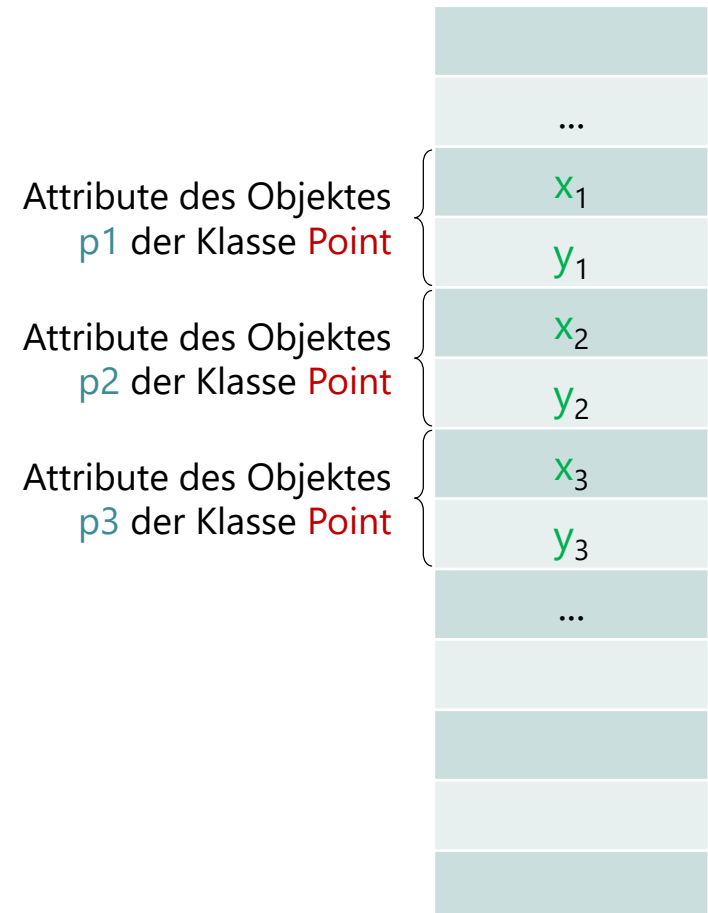 ...
Attribute des Objektes
p1 der Klasse Point
x₁
y₁
Attribute des Objektes
p2 der Klasse Point
x₂
y₂
Attribute des Objektes
p3 der Klasse Point
x₃
y₃
...